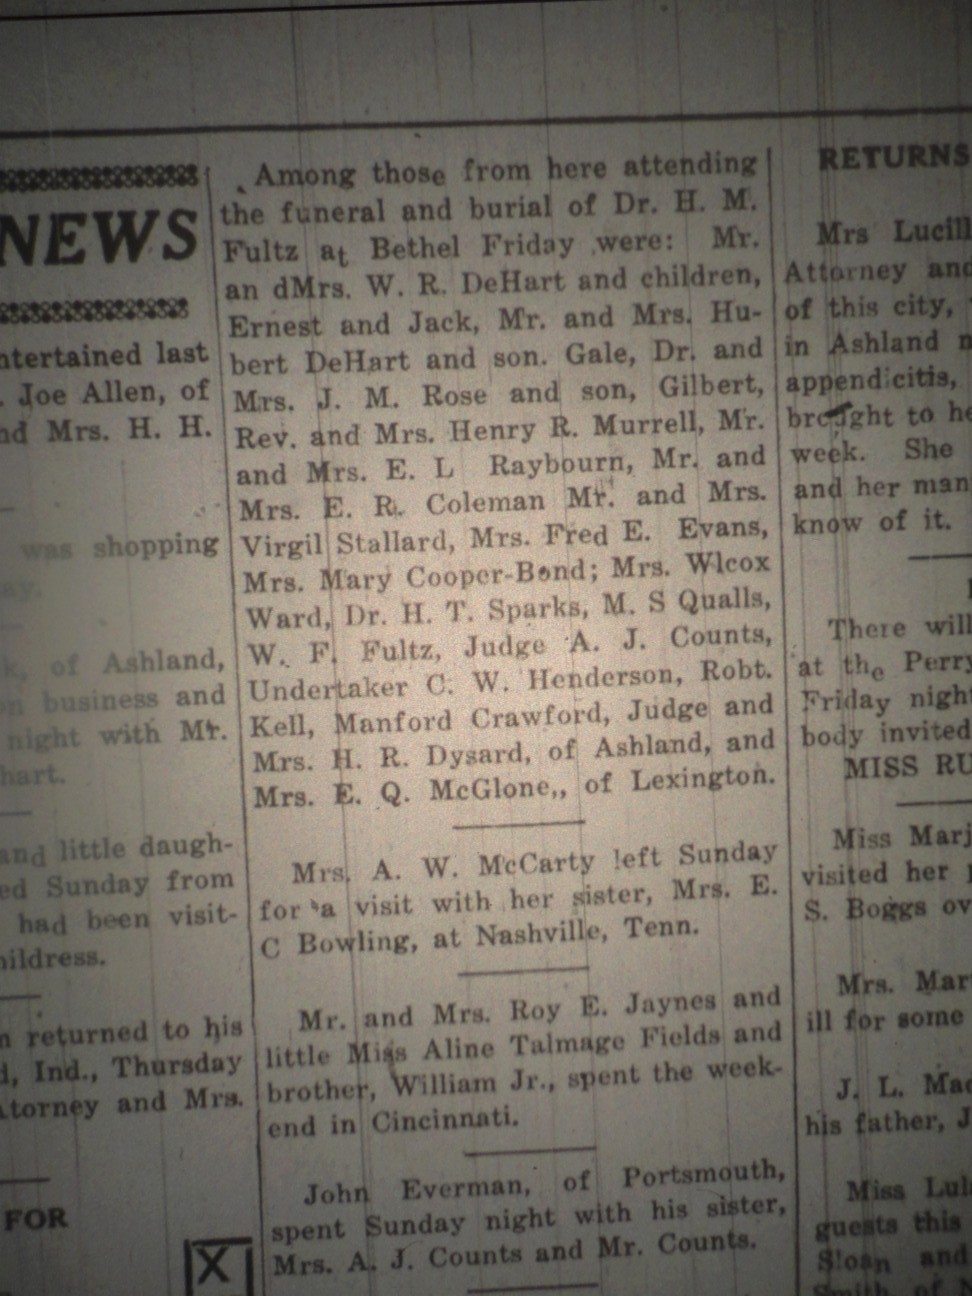 NEWS
ntertained last
. Joe Allen, of
nd Mrs. H. H.
was shopping
ay.
k, of Ashland,
on business and
night with Mr.
hart.
and little daugh-
ed Sunday from
had been visit-
hildress.
n returned to his
d, Ind., Thursday
ttorney and Mrs.
FOR
X
Among those from here attending
the funeral and burial of Dr. H. M.
Fultz at Bethel Friday were: Mr.
an dMrs. W. R. DeHart and children,
Ernest and Jack, Mr. and Mrs. Hu-
bert DeHart and son. Gale, Dr. and
Mrs. J. M. Rose and son, Gilbert,
Rev. and Mrs. Henry R. Murrell, Mr.
and Mrs. E. L Raybourn, Mr. and
Mrs. E. R. Coleman Mr. and Mrs.
Virgil Stallard, Mrs. Fred E. Evans,
Mrs. Mary Cooper-Bond; Mrs. Wlcox
Ward, Dr. H. T. Sparks, M. S Qualls,
W. F. Fultz, Judge A. J. Counts,
Undertaker C. W. Henderson, Robt.
Kell, Manford Crawford, Judge and
Mrs. H. R. Dysard, of Ashland, and
Mrs. E. Q. McGlone,, of Lexington.
Mrs. A. W. McCarty left Sunday
for a visit with her sister, Mrs. E.
C Bowling, at Nashville, Tenn.
Mr. and Mrs. Roy E. Jaynes and
little Miss Aline Talmage Fields and
brother, William Jr., spent the week-
end in Cincinnati.
John Everman, of Portsmouth,
spent Sunday night with his sister,
Mrs. A. J. Counts and Mr. Counts.
RETURNS
Mrs Lucill
Attorney and
of this city,
in Ashland
appendicitis,
brought to ho
week. She
and her man
know of it.
There will
at the Perry
Friday night
body invited
MISS RU
Miss Marj
visited her
S. Boggs ov
Mrs. Mar
ill for some
J. L. Mad
his father, J
Miss Lul
guests this
Sloan and
Smith of